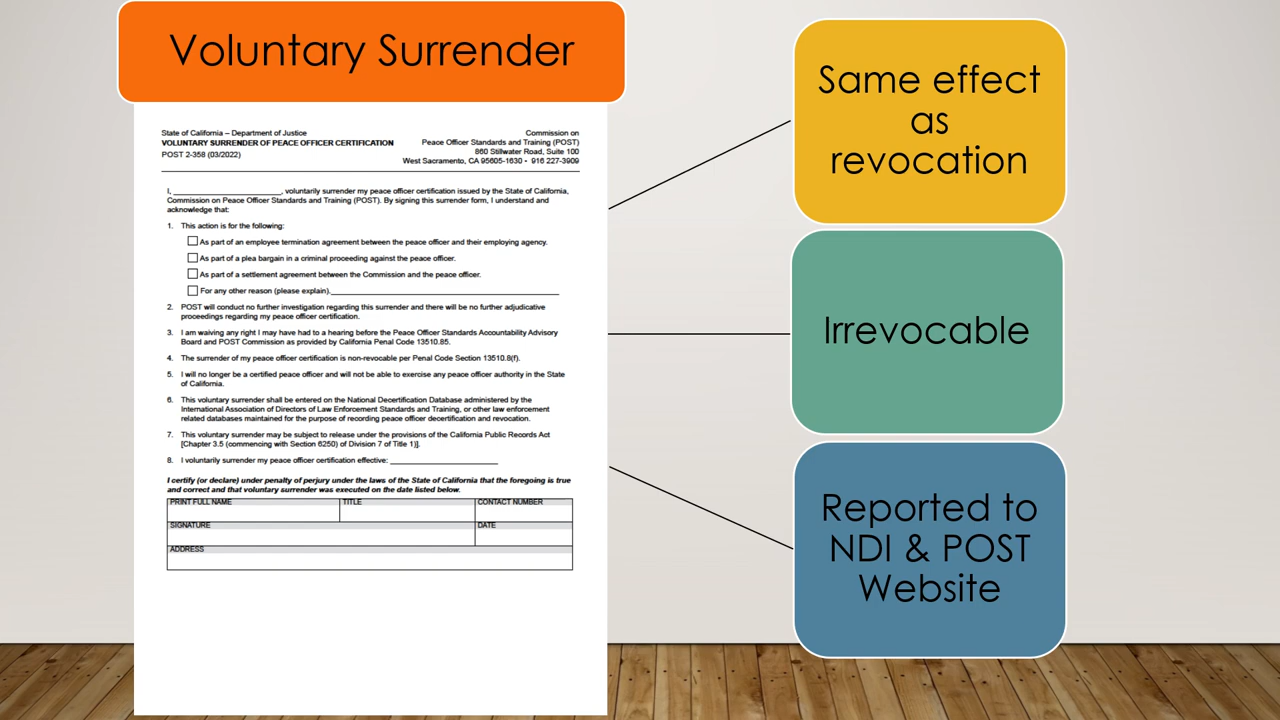 Voluntary Surrender
State of California – Department of Justice
VOLUNTARY SURRENDER OF PEACE OFFICER CERTIFICATION
POST 2-358 (03/2022)
Commission on
Peace Officer Standards and Training (POST)
860 Stillwater Road, Suite 100
West Sacramento, CA 95605-1630 • 916 227-3909
I, _________________________, voluntarily surrender my peace officer certification issued by the State of California,
Commission on Peace Officer Standards and Training (POST). By signing this surrender form, I understand and
acknowledge that:
1. This action is for the following:
As part of an employee termination agreement between the peace officer and their employing agency.
As part of a plea bargain in a criminal proceeding against the peace officer.
As part of a settlement agreement between the Commission and the peace officer.
For any other reason (please explain).____________________
2. POST will conduct no further investigation regarding this surrender and there will be no further adjudicative
proceedings regarding my peace officer certification.
3. I am waiving any right I may have had to a hearing before the Peace Officer Standards Accountability Advisory
Board and POST Commission as provided by California Penal Code 13510.85.
4. The surrender of my peace officer certification is non-revocable per Penal Code Section 13510.8(f).
5. I will no longer be a certified peace officer and will not be able to exercise any peace officer authority in the State
of California.
6. This voluntary surrender shall be entered on the National Decertification Database administered by the
International Association of Directors of Law Enforcement Standards and Training, or other law enforcement
related databases maintained for the purpose of recording peace officer decertification and revocation.
7. This voluntary surrender may be subject to release under the provisions of the California Public Records Act
[Chapter 3.5 (commencing with Section 6250) of Division 7 of Title 1)].
8. I voluntarily surrender my peace officer certification effective: ____________________
I certify (or declare) under penalty of perjury under the laws of the State of California that the foregoing is true
and correct and that voluntary surrender was executed on the date listed below.
PRINT FULL NAME TITLE CONTACT NUMBER
SIGNATURE DATE
ADDRESS
Same effect
as
revocation
Irrevocable
Reported to
NDI & POST
Website